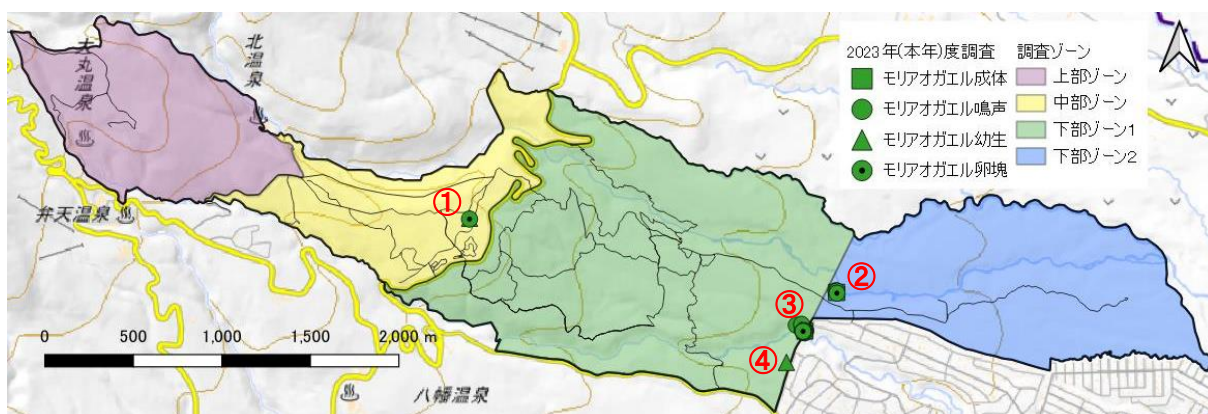 大丸温泉
北温泉
弁天温泉
八幡温泉
①
②
③
④
0 500 1,000 1,500 2,000 m
2023年(本年)度調査
モリアオガエル成体
モリアオガエル鳴声
モリアオガエル幼生
モリアオガエル卵塊
調査ゾーン
上部ゾーン
中部ゾーン
下部ゾーン1
下部ゾーン2